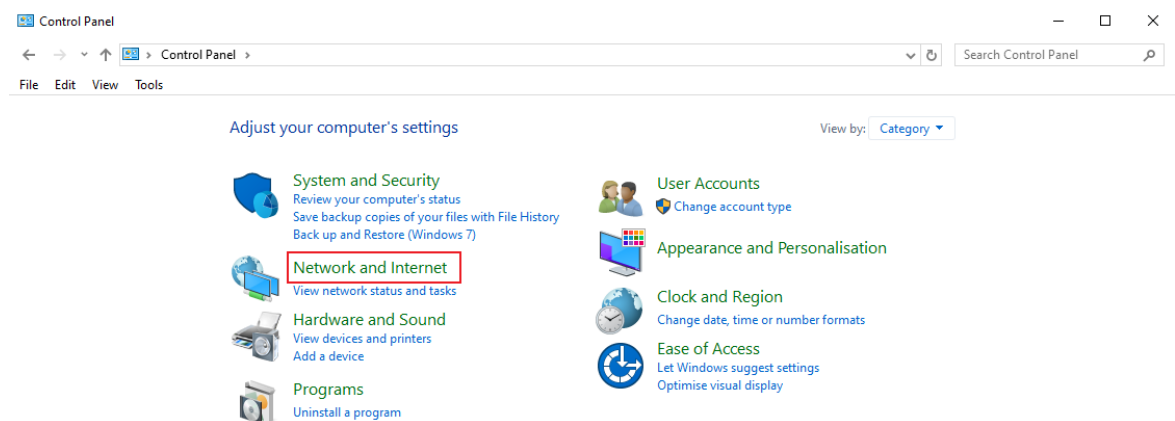 Control Panel
Control Panel
Search Control Panel
File Edit View Tools
Adjust your computer's settings
View by: Category
System and Security
Review your computer's status
Save backup copies of your files with File History
Back up and Restore (Windows 7)
Network and Internet
View network status and tasks
Hardware and Sound
View devices and printers
Add a device
Programs
Uninstall a program
User Accounts
Change account type
Appearance and Personalisation
Clock and Region
Change date, time or number formats
Ease of Access
Let Windows suggest settings
Optimise visual display